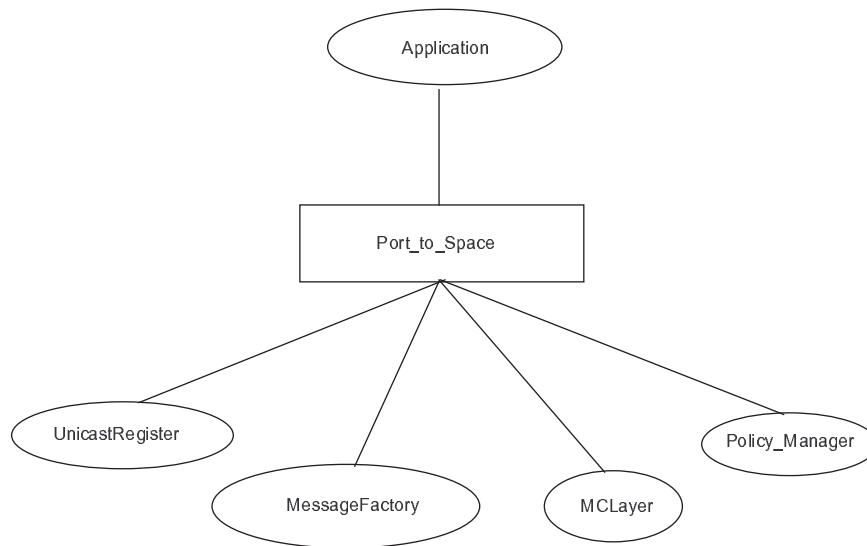 Application
Port_to_Space
UnicastRegister
Policy_Manager
MessageFactory
MCLayer